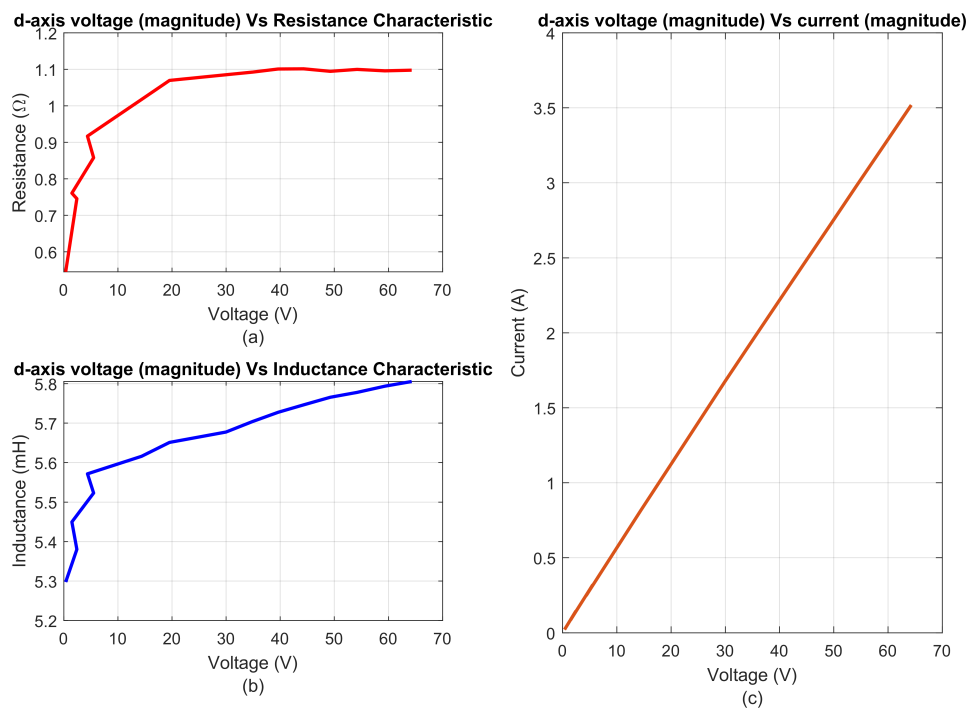 d-axis voltage (magnitude) Vs Resistance Characteristic
1.2
1.1
1
0.9
0.8
0.7
0.6
Resistance (Ω)
0 10 20 30 40 50 60 70
Voltage (V)
(a)
d-axis voltage (magnitude) Vs Inductance Characteristic
5.8
5.7
5.6
5.5
5.4
5.3
5.2
Inductance (mH)
0 10 20 30 40 50 60 70
Voltage (V)
(b)
d-axis voltage (magnitude) Vs current (magnitude)
4
3.5
3
2.5
2
1.5
1
0.5
0
Current (A)
0 10 20 30 40 50 60 70
Voltage (V)
(c)